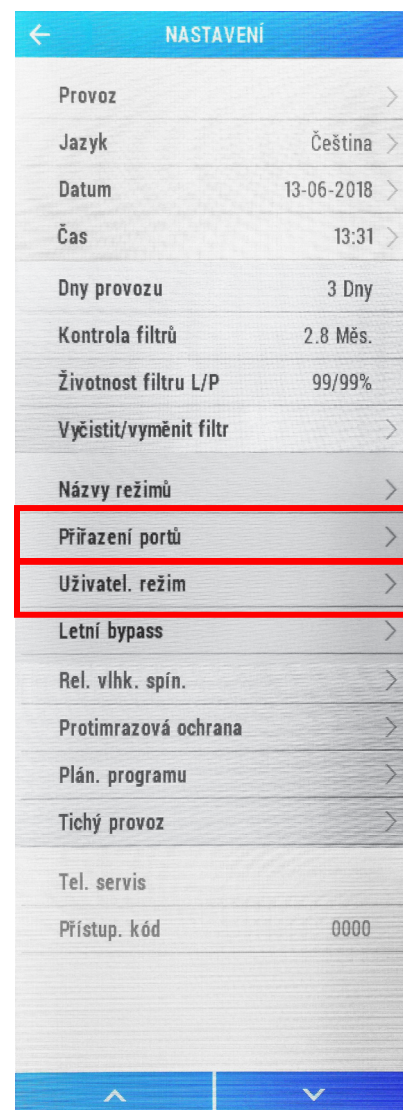 NASTAVENÍ
Provoz
Jazyk Čeština
Datum 13-06-2018
Čas 13:31
Dny provozu 3 Dny
Kontrola filtrů 2.8 Měs.
Životnost filtru L/P 99/99%
Vyčistit/vyměnit filtr
Názvy režimů
Přiřazení portů
Uživatel. režim
Letní bypass
Rel. vlhk. spín.
Protimrazová ochrana
Plán. programu
Tichý provoz
Tel. servis
Přístup. kód 0000